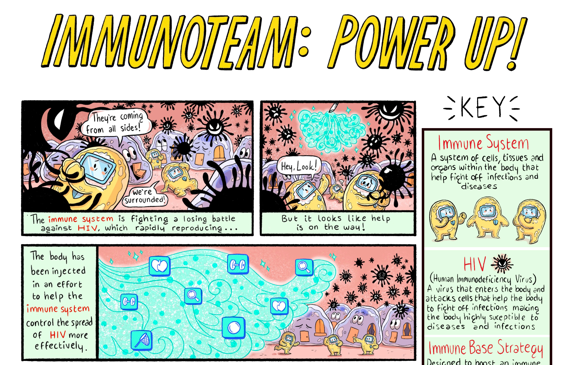 IMMUNOTEAM: POWER UP!
They're coming
from all sides!
We're
surrounded!
The immune system is fighting a losing battle
against HIV, which rapidly reproducing...
Hey, Look!
But it looks like help
is on the way!
The body has
been injected
in an effort
to help the
immune system
control the spread
of HIV more
effectively.
KEY
Immune System
A system of cells, tissues and
organs within the body that
help fight off infections and
diseases
HIV
(Human Immunodeficiency Virus)
A virus that enters the body and
attacks cells that help the body
to fight off infections making
the body highly suseptible to
diseases and infections
Immune Base Strategy
Designed to boost an immune